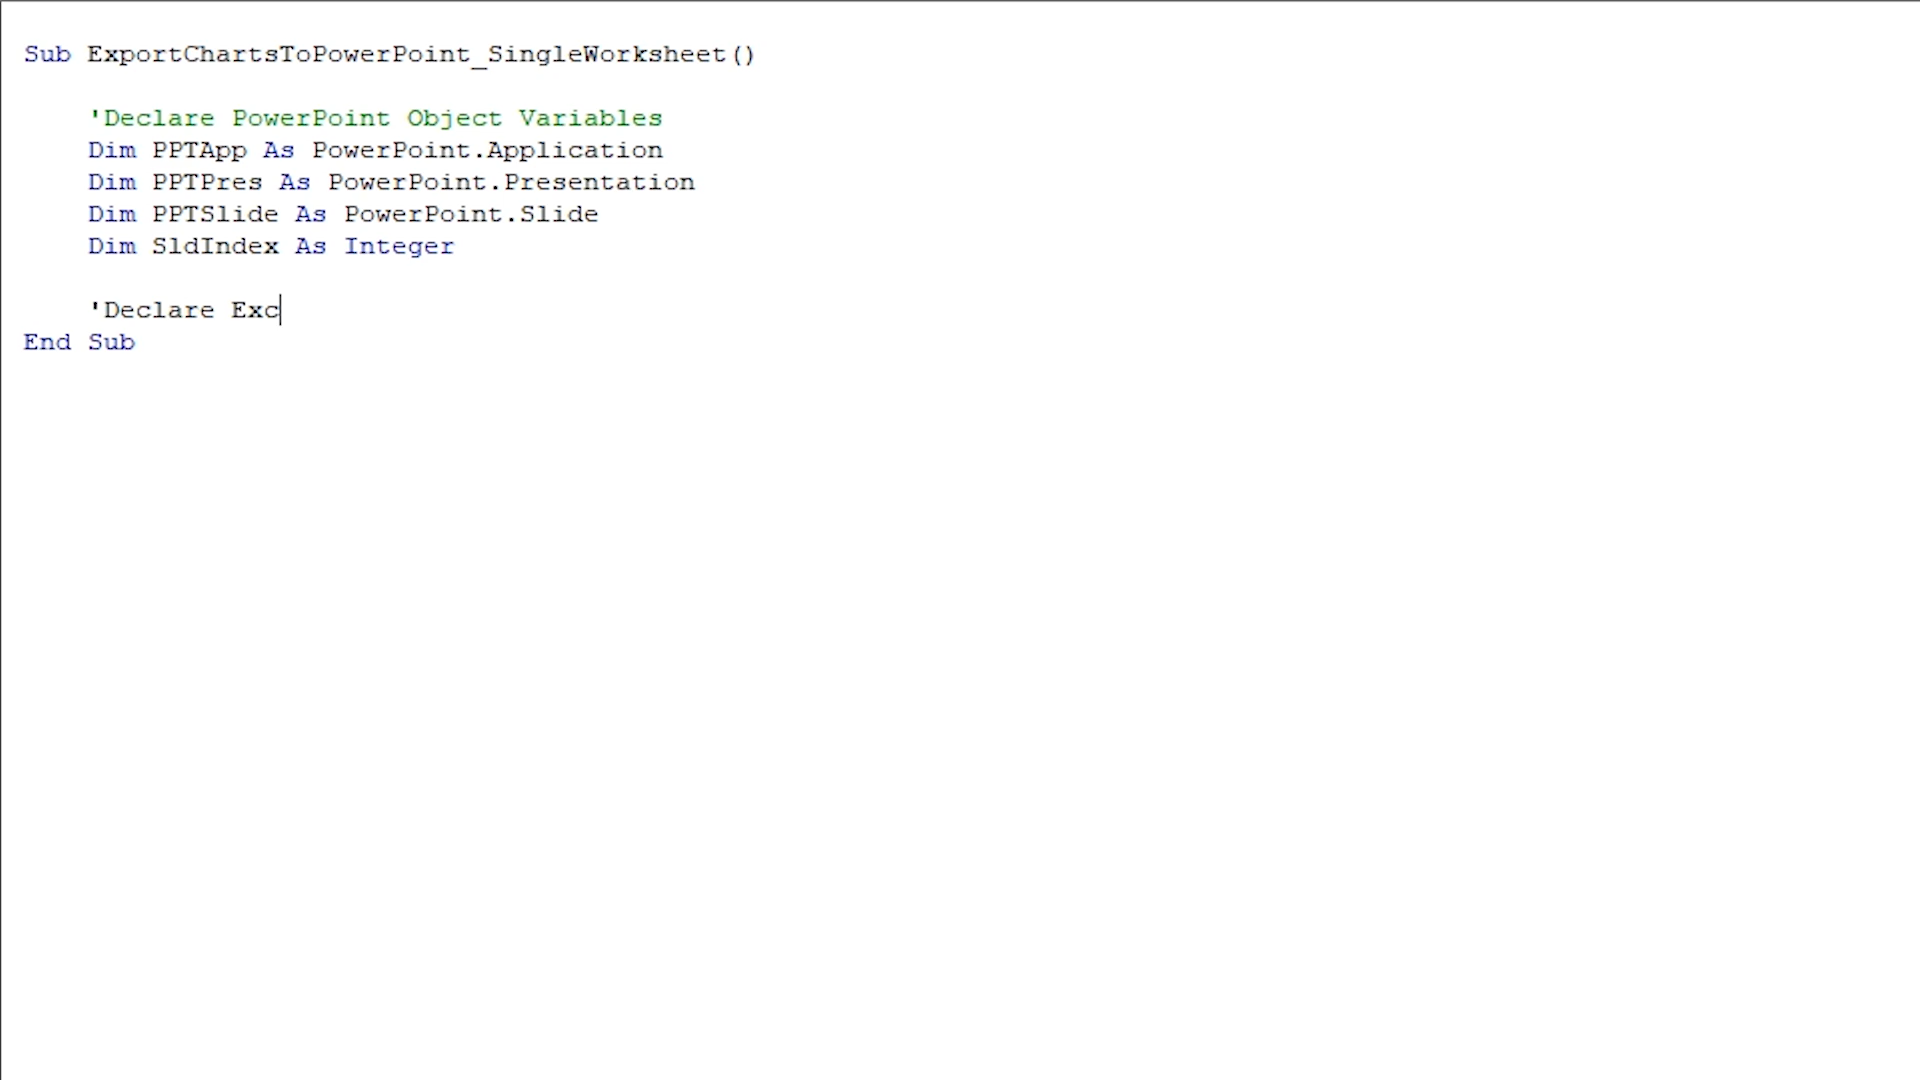 Sub ExportChartsToPowerPoint_SingleWorksheet()
'Declare PowerPoint Object Variables
Dim PPTApp As PowerPoint.Application
Dim PPTPres As PowerPoint.Presentation
Dim PPTSlide As PowerPoint.Slide
Dim SldIndex As Integer
'Declare Exc
End Sub